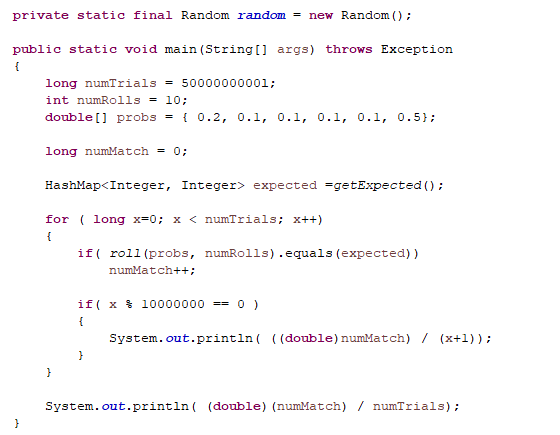 private static final Random random = new Random();
public static void main(String[] args) throws Exception
{
long numTrials = 5000000000l;
int numRolls = 10;
double[] probs = { 0.2, 0.1, 0.1, 0.1, 0.1, 0.5};
long numMatch = 0;
HashMap<Integer, Integer> expected =getExpected();
for ( long x=0; x < numTrials; x++)
{
if( roll(probs, numRolls).equals(expected))
numMatch++;
if( x % 10000000 == 0 )
{
System.out.println( ((double)numMatch) / (x+1));
}
}
System.out.println( (double)(numMatch) / numTrials);
}